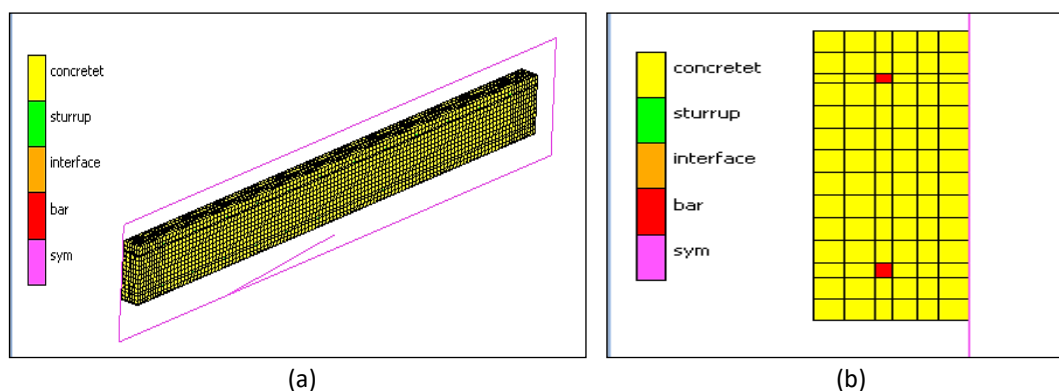 concretet
sturrup
interface
bar
sym
(a)
concretet
sturrup
interface
bar
sym
(b)